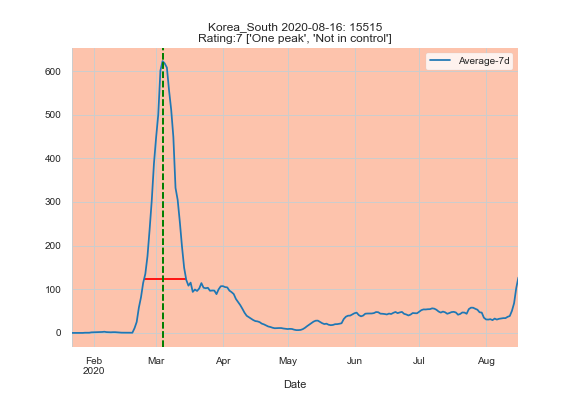 Korea_South 2020-08-16: 15515
Rating:7 ['One peak', 'Not in control']
Average-7d
600
500
400
300
200
100
0
Feb Mar Apr May Jun Jul Aug
2020
Date